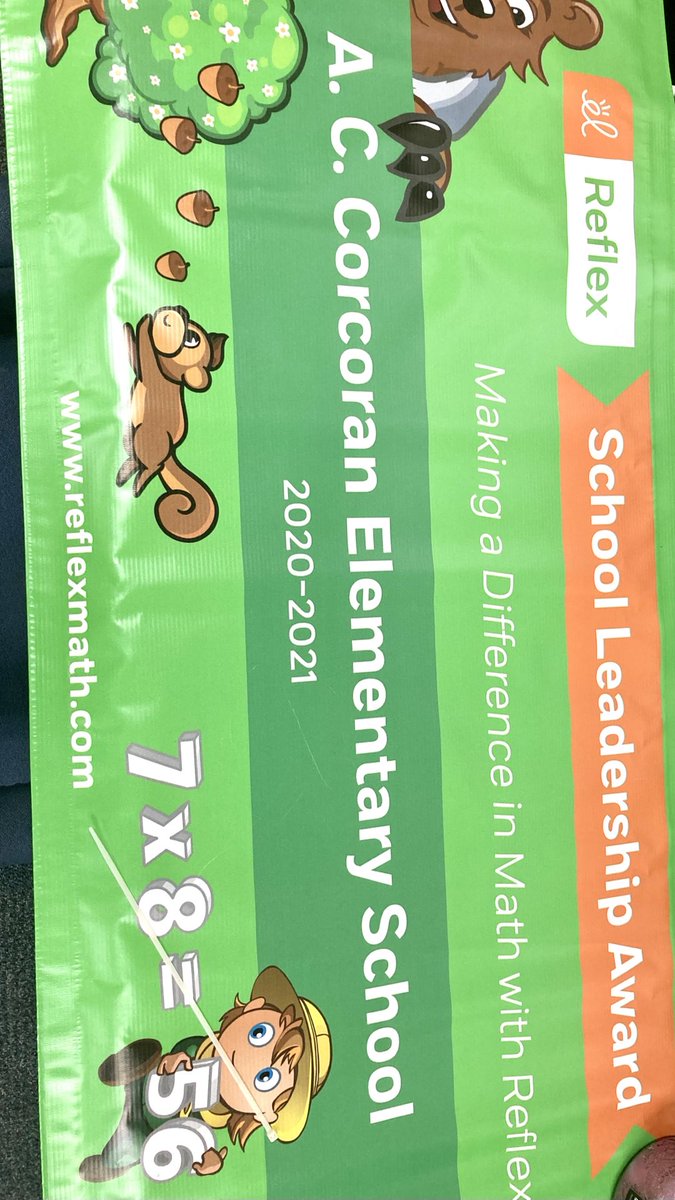 el Reflex
School Leadership Award
Making a Difference in Math with Reflex
A. C. Corcoran Elementary School
2020-2021
7 x 8 = 56
www.reflexmath.com